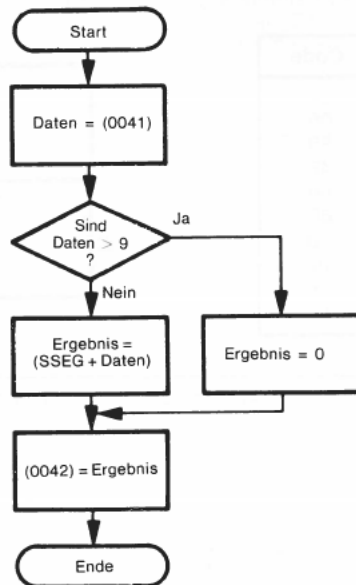 Start
Daten = (0041)
Sind
Daten > 9
?
Ja
Nein
Ergebnis =
(SSEG + Daten)
Ergebnis = 0
(0042) = Ergebnis
Ende